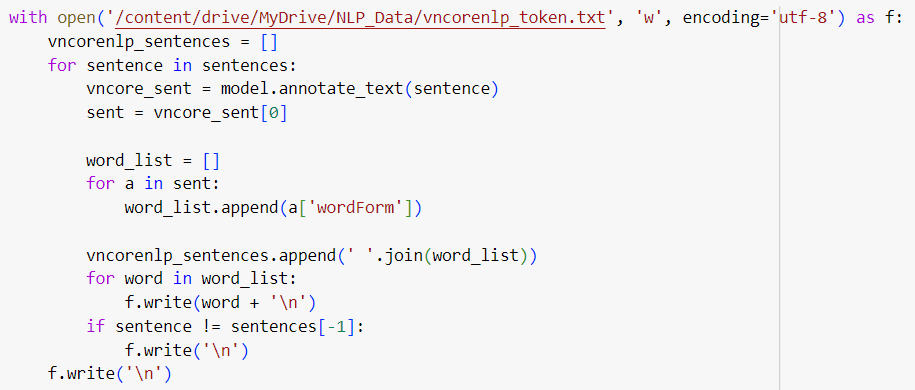 with open('/content/drive/MyDrive/NLP_Data/vncorenlp_token.txt', 'w', encoding='utf-8') as f:
    vncorenlp_sentences = []
    for sentence in sentences:
        vncore_sent = model.annotate_text(sentence)
        sent = vncore_sent[0]

        word_list = []
        for a in sent:
            word_list.append(a['wordForm'])

        vncorenlp_sentences.append(' '.join(word_list))
        for word in word_list:
            f.write(word + '\n')
        if sentence != sentences[-1]:
            f.write('\n')
    f.write('\n')